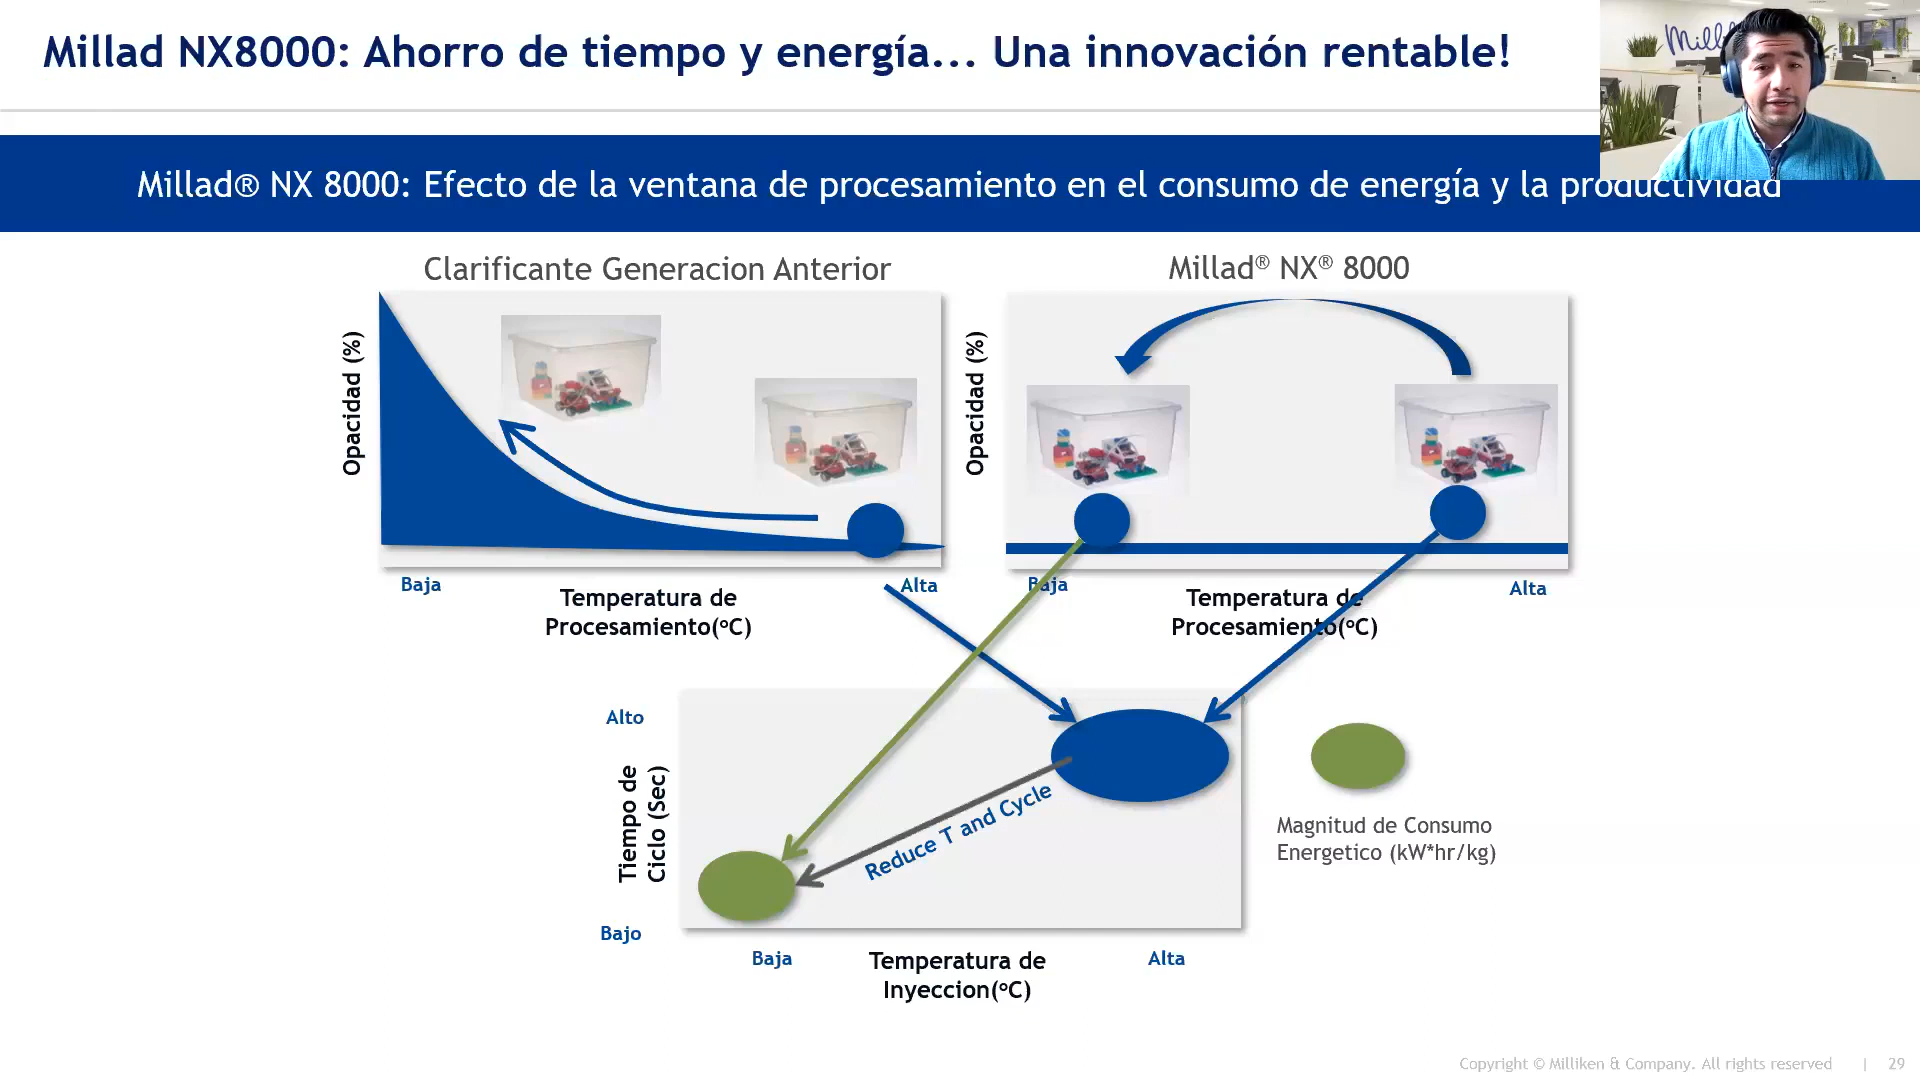 Millad NX8000: Ahorro de tiempo y energía... Una innovación rentable!
Millad® NX 8000: Efecto de la ventana de procesamiento en el consumo de energía y la productividad
Clarificante Generacion Anterior
Millad® NX® 8000
Opacidad (%)
Opacidad (%)
Baja
Alta
Temperatura de
Procesamiento(ºC)
Baja
Alta
Temperatura de
Procesamiento(ºC)
Alto
Tiempo de
Ciclo (Sec)
Bajo
Reduce T and Cycle
Magnitud de Consumo
Energetico (kW*hr/kg)
Baja
Alta
Temperatura de
Inyeccion(ºC)
Copyright © Milliken & Company. All rights reserved | 29